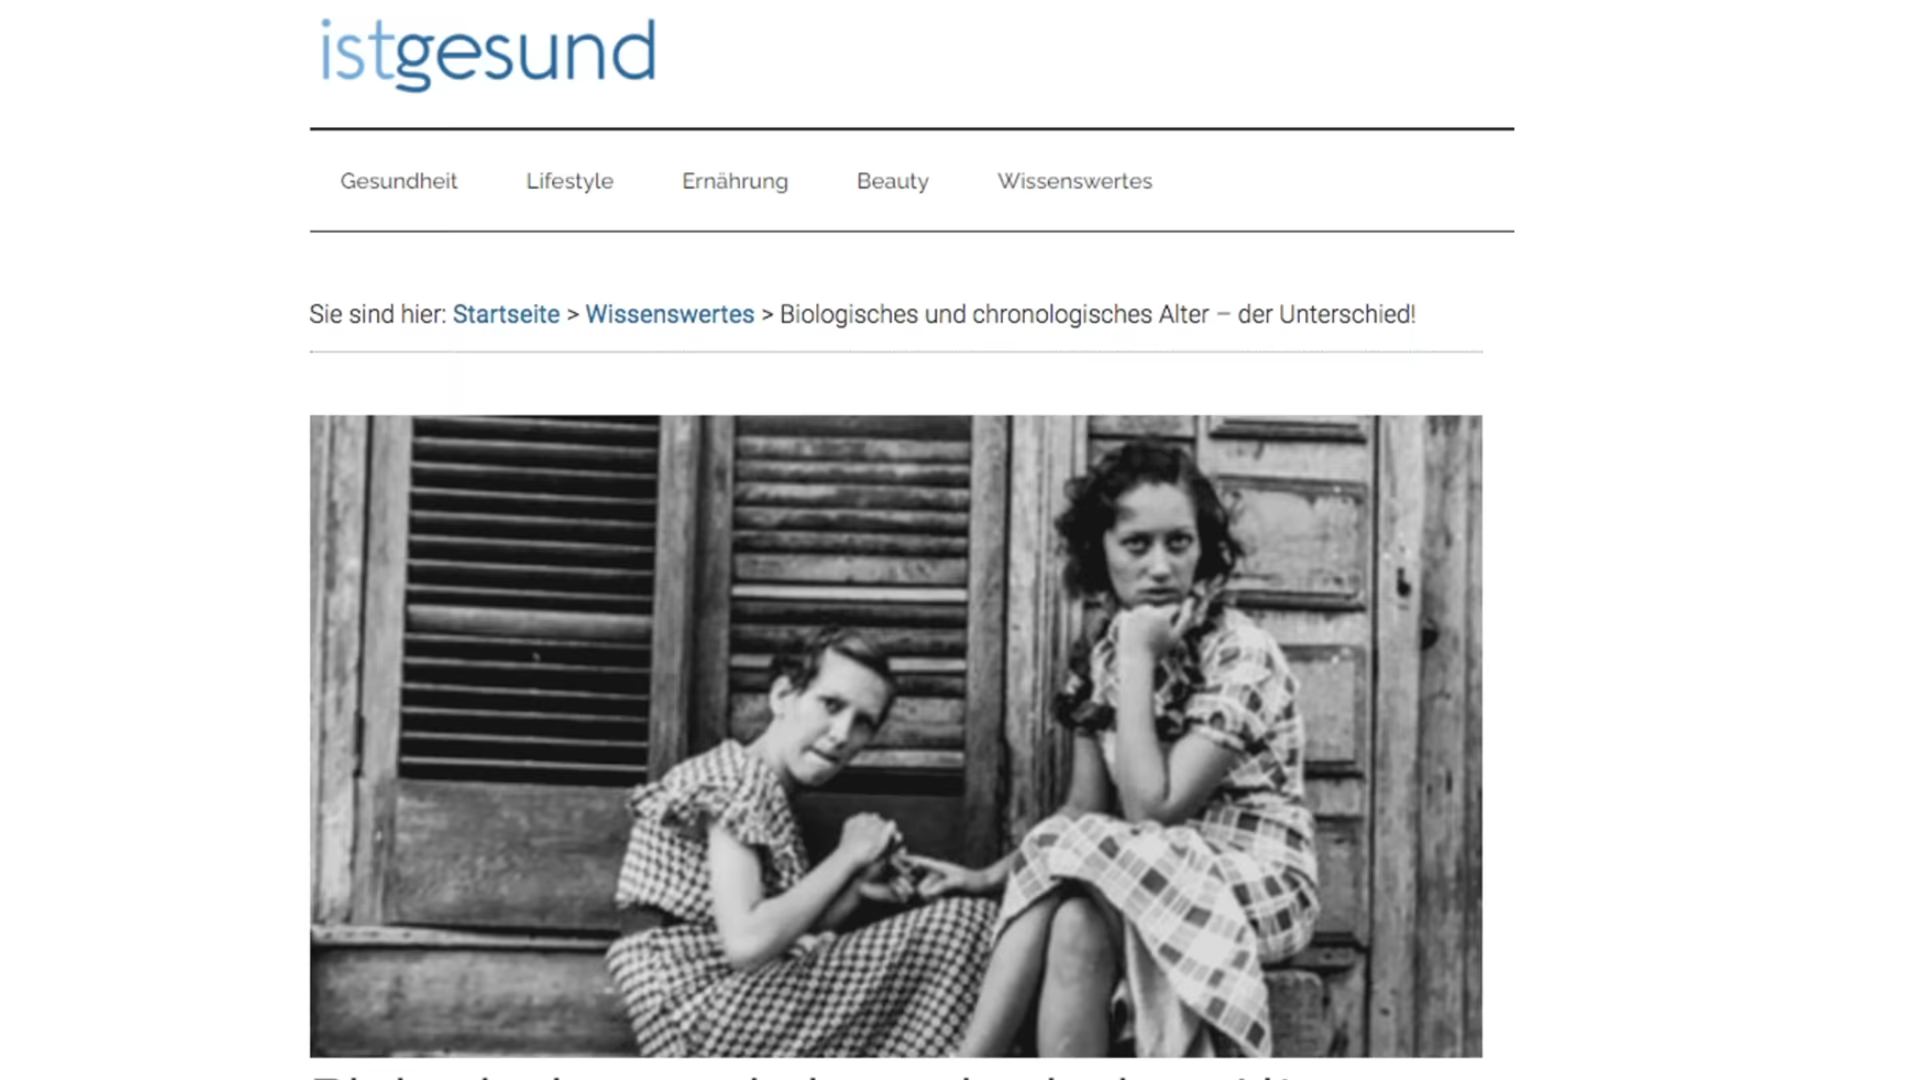 istgesund
Gesundheit Lifestyle Ernährung Beauty Wissenswertes
Sie sind hier: Startseite > Wissenswertes > Biologisches und chronologisches Alter – der Unterschied!